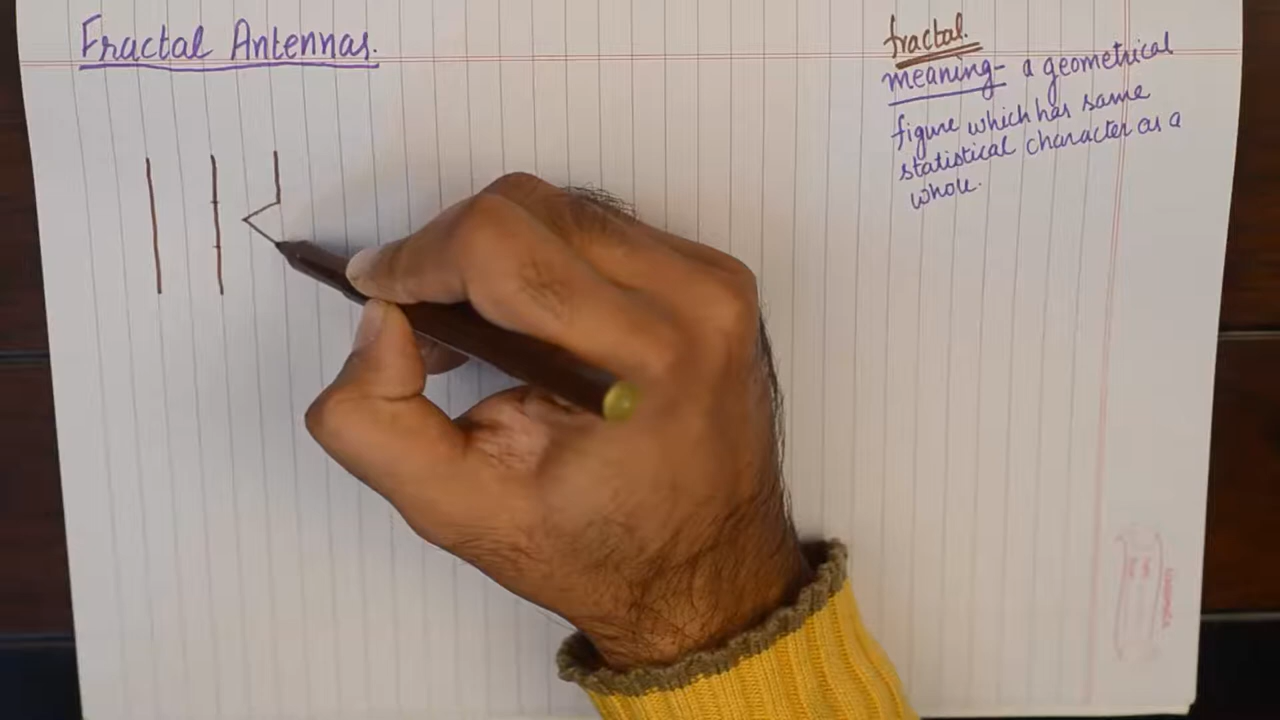 Fractal Antennas.
fractal.
meaning- a geometrical
figure which has same
statistical character as a
whole.